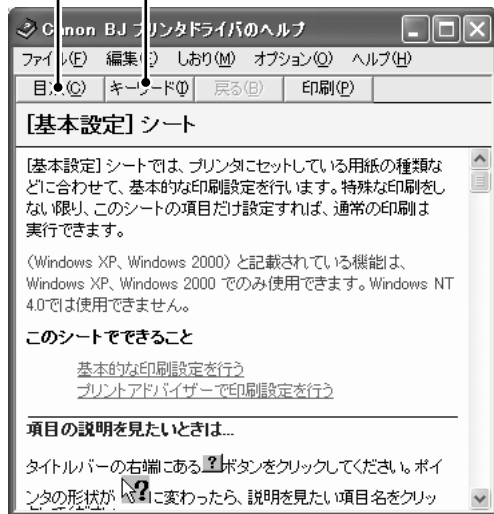 Canon BJ プリンタドライバのヘルプ
ファイル(F) 編集(E) しおり(M) オプション(O) ヘルプ(H)
目次(C) キーワード(I) 戻る(B) 印刷(P)
[基本設定] シート
[基本設定] シートでは、プリンタにセットしている用紙の種類な
どに合わせて、基本的な印刷設定を行います。特殊な印刷をし
ない限り、このシートの項目だけ設定すれば、通常の印刷は
実行できます。
(Windows XP、Windows 2000) と記載されている機能は、
Windows XP、Windows 2000 でのみ使用できます。Windows NT
4.0では使用できません。
このシートでできること
基本的な印刷設定を行う
プリントアドバイザーで印刷設定を行う
項目の説明を見たいときは...
タイトルバーの右端にある ? ボタンをクリックしてください。ポイ
ンタの形状が ? に変わったら、説明を見たい項目名をクリッ